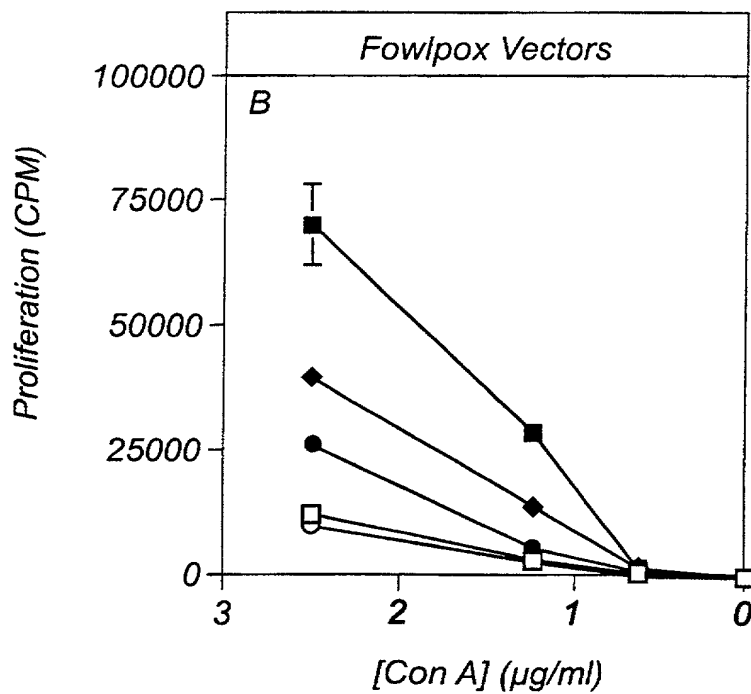 Fowlpox Vectors
B
100000
75000
50000
25000
0
Proliferation (CPM)
3 2 1 0
[Con A] (µg/ml)